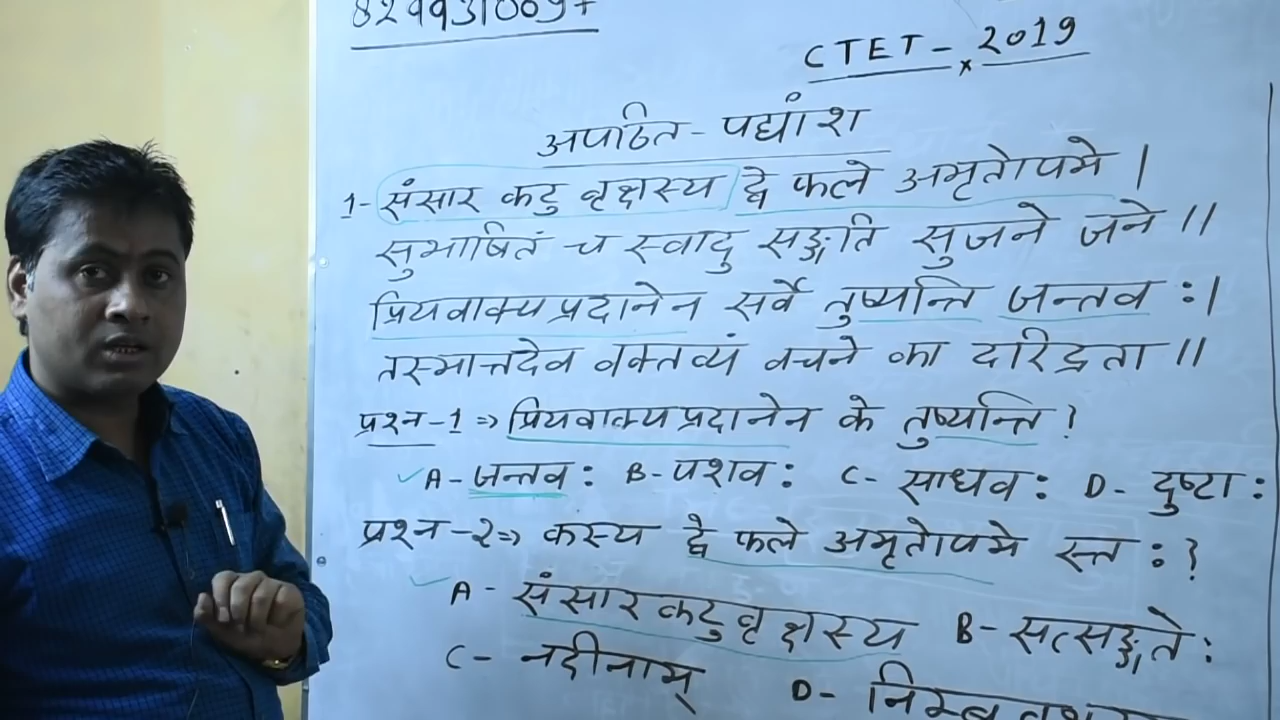 CTET - 2019
अपठित - पद्यांश
1- संसार कटु वृक्षस्य द्वे फले अमृतोपमे |
सुभाषितं च स्वादु सङ्गति सुजने जने ||
प्रियवाक्यप्रदानेन सर्वे तुष्यन्ति जन्तव : |
तस्मात्तदेव वक्तव्यं वचने का दरिद्रता ||
प्रश्न -1 => प्रियवाक्यप्रदानेन के तुष्यन्ति ?
A - जन्तव : B - पशव : C - साधव : D - दुष्टा :
प्रश्न -२ => कस्य द्वे फले अमृतोपमे स्त : ?
A - संसार कटु वृक्षस्य B - सत्सङ्गते :
C - नदीनाम् D -